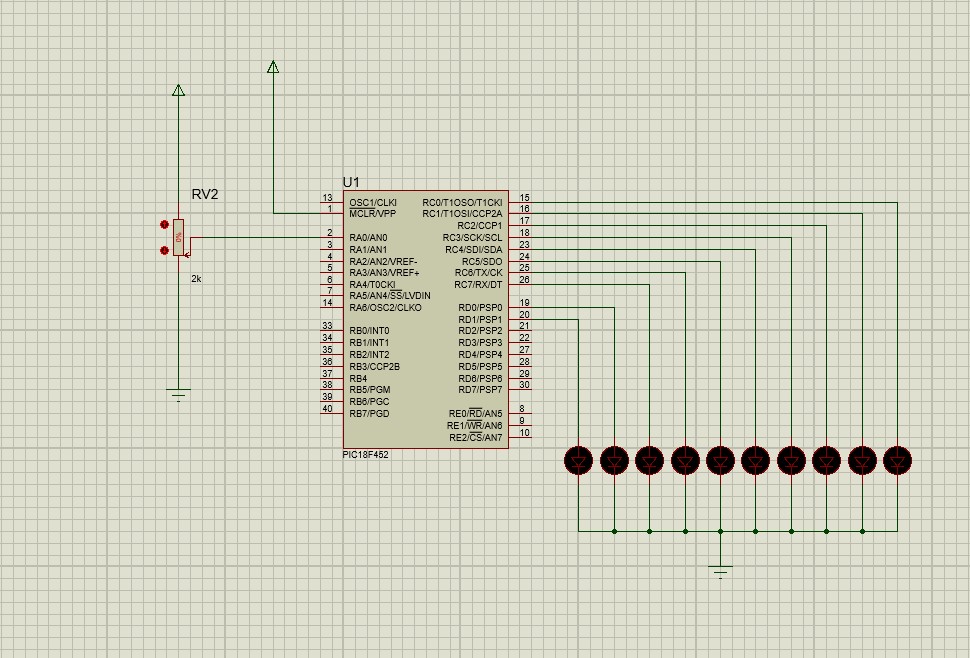 U1
RV2
0%
2k
13 OSC1/CLKI
1 MCLR/VPP
2 RA0/AN0
3 RA1/AN1
4 RA2/AN2/VREF-
5 RA3/AN3/VREF+
6 RA4/T0CKI
7 RA5/AN4/SS/LVDIN
14 RA6/OSC2/CLKO
33 RB0/INT0
34 RB1/INT1
35 RB2/INT2
36 RB3/CCP2B
37 RB4
38 RB5/PGM
39 RB6/PGC
40 RB7/PGD
RC0/T1OSO/T1CKI 15
RC1/T1OSI/CCP2A 16
RC2/CCP1 17
RC3/SCK/SCL 18
RC4/SDI/SDA 23
RC5/SDO 24
RC6/TX/CK 25
RC7/RX/DT 26
RD0/PSP0 19
RD1/PSP1 20
RD2/PSP2 21
RD3/PSP3 22
RD4/PSP4 27
RD5/PSP5 28
RD6/PSP6 29
RD7/PSP7 30
RE0/RD/AN5 8
RE1/WR/AN6 9
RE2/CS/AN7 10
PIC18F452